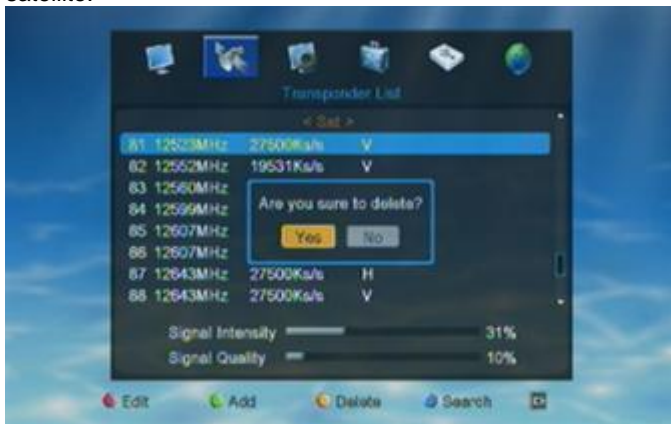 Transponder List
< Sat >
81 12523MHz 27500Ks/s V
82 12552MHz 19531Ks/s V
83 12560MHz
84 12599MHz
85 12607MHz
86 12607MHz
Are you sure to delete?
Yes No
87 12643MHz 27500Ks/s H
88 12643MHz 27500Ks/s V
Signal Intensity 31%
Signal Quality 10%
Edit Add Delete Search